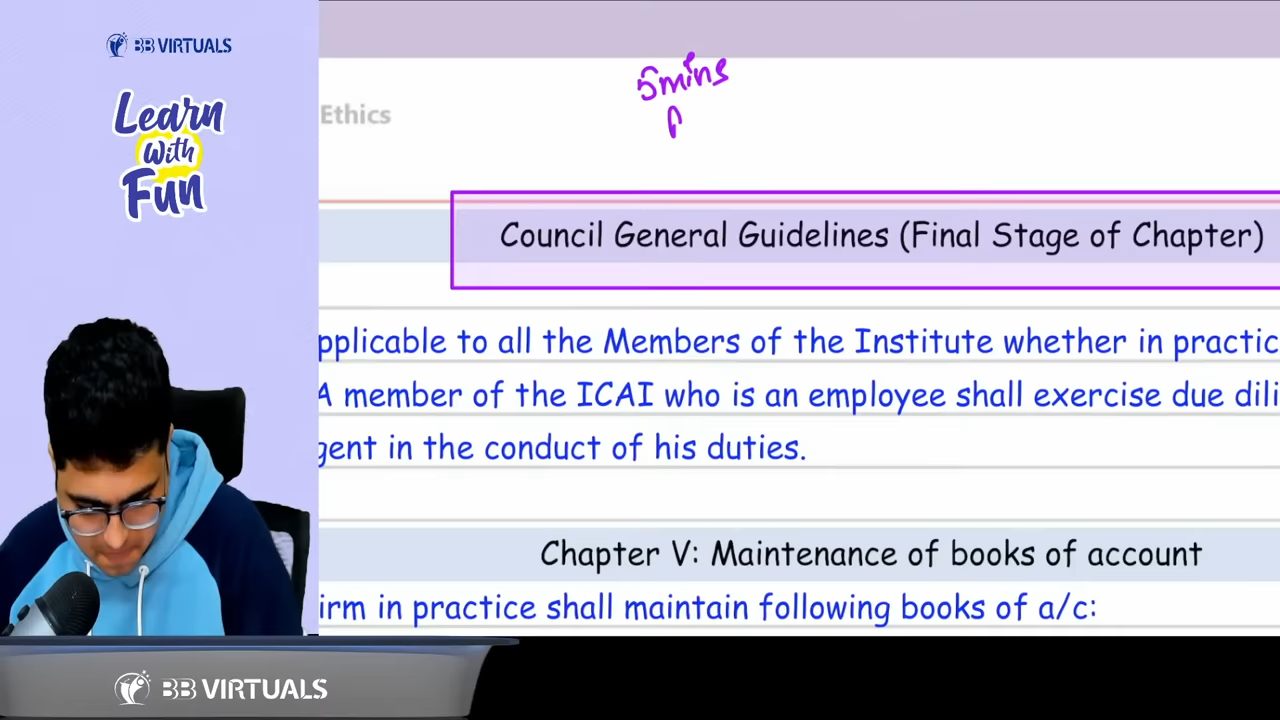 BB VIRTUALS
Learn
With
Fun
5mins
Ethics
Council General Guidelines (Final Stage of Chapter)
pplicable to all the Members of the Institute whether in practic
A member of the ICAI who is an employee shall exercise due dili
gent in the conduct of his duties.
Chapter V: Maintenance of books of account
irm in practice shall maintain following books of a/c:
BB VIRTUALS